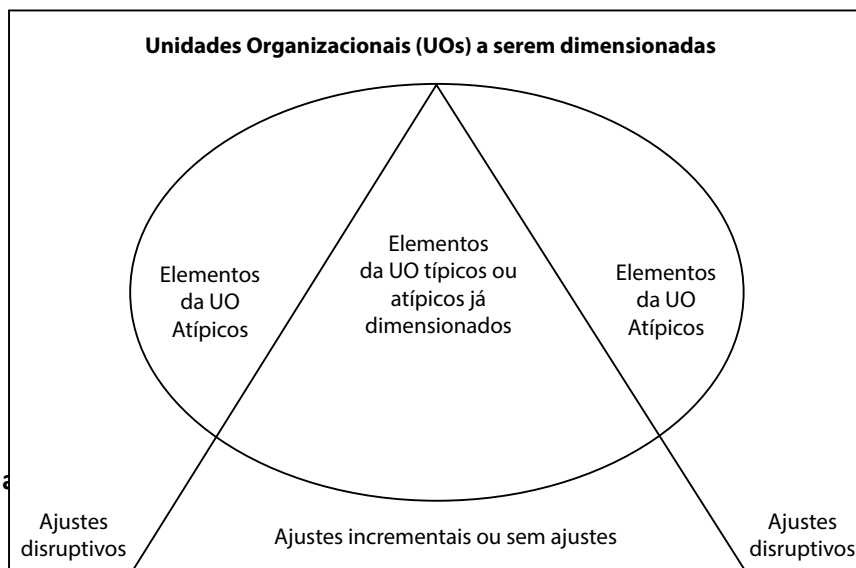 Unidades Organizacionais (UOs) a serem dimensionadas
Elementos
da UO
Atípicos
Elementos
da UO típicos ou
atípicos já
dimensionados
Elementos
da UO
Atípicos
Ajustes
disruptivos
Ajustes incrementais ou sem ajustes
Ajustes
disruptivos